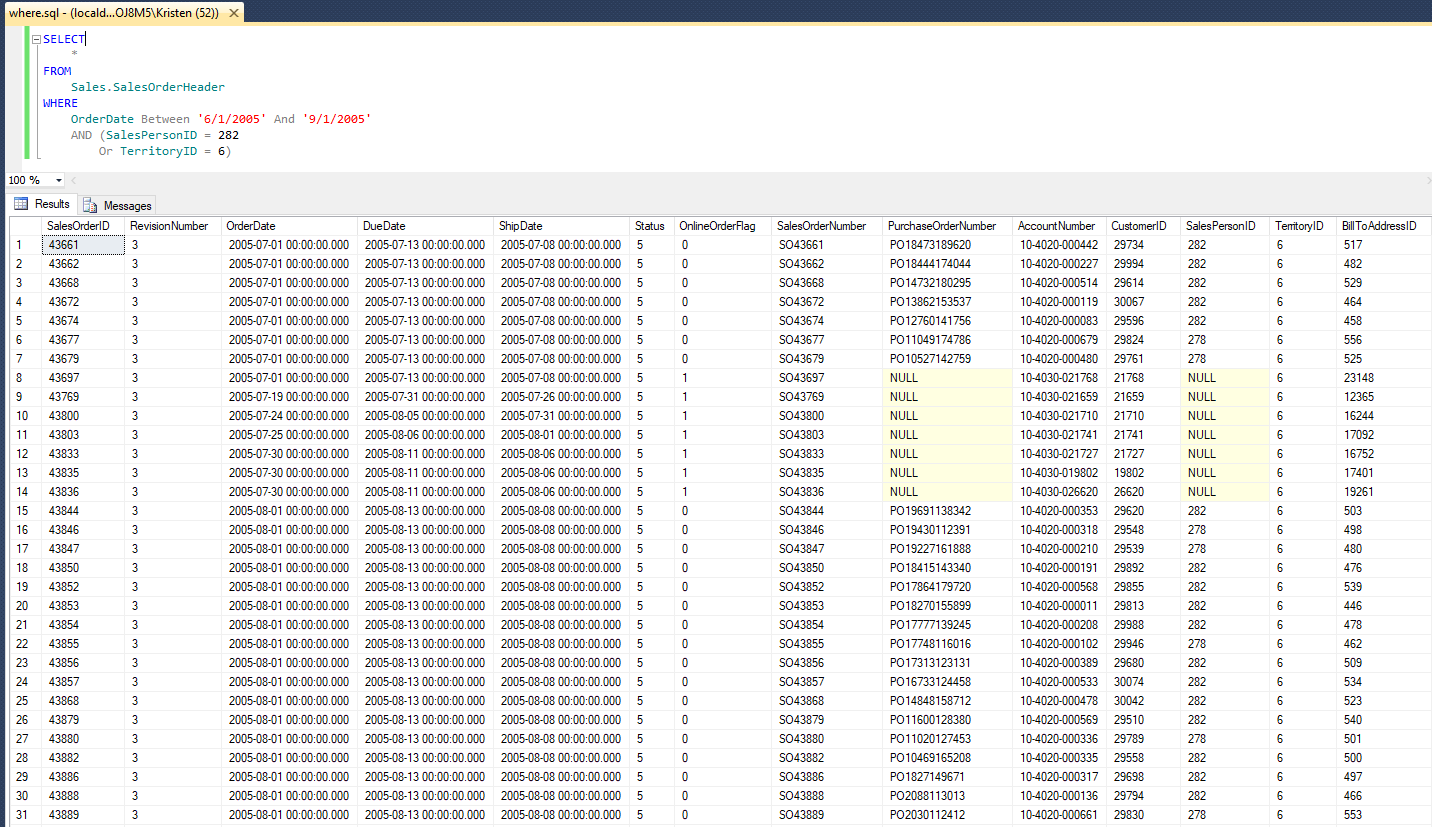 where.sql - (locald...OJ8M5\Kristen (52))
SELECT
*
FROM
Sales.SalesOrderHeader
WHERE
OrderDate Between '6/1/2005' And '9/1/2005'
AND (SalesPersonID = 282
Or TerritoryID = 6)
100 %
Results Messages
SalesOrderID RevisionNumber OrderDate DueDate ShipDate Status OnlineOrderFlag SalesOrderNumber PurchaseOrderNumber AccountNumber CustomerID SalesPersonID TerritoryID BillToAddressID
1 43661 3 2005-07-01 00:00:00.000 2005-07-13 00:00:00.000 2005-07-08 00:00:00.000 5 0 SO43661 PO18473189620 10-4020-000442 29734 282 6 517
2 43662 3 2005-07-01 00:00:00.000 2005-07-13 00:00:00.000 2005-07-08 00:00:00.000 5 0 SO43662 PO18444174044 10-4020-000227 29994 282 6 482
3 43668 3 2005-07-01 00:00:00.000 2005-07-13 00:00:00.000 2005-07-08 00:00:00.000 5 0 SO43668 PO14732180295 10-4020-000514 29614 282 6 529
4 43672 3 2005-07-01 00:00:00.000 2005-07-13 00:00:00.000 2005-07-08 00:00:00.000 5 0 SO43672 PO13862153537 10-4020-000119 30067 282 6 464
5 43674 3 2005-07-01 00:00:00.000 2005-07-13 00:00:00.000 2005-07-08 00:00:00.000 5 0 SO43674 PO12760141756 10-4020-000083 29596 282 6 458
6 43677 3 2005-07-01 00:00:00.000 2005-07-13 00:00:00.000 2005-07-08 00:00:00.000 5 0 SO43677 PO11049174786 10-4020-000679 29824 278 6 556
7 43679 3 2005-07-01 00:00:00.000 2005-07-13 00:00:00.000 2005-07-08 00:00:00.000 5 0 SO43679 PO10527142759 10-4020-000480 29761 278 6 525
8 43697 3 2005-07-01 00:00:00.000 2005-07-13 00:00:00.000 2005-07-08 00:00:00.000 5 1 SO43697 NULL 10-4030-021768 21768 NULL 6 23148
9 43769 3 2005-07-19 00:00:00.000 2005-07-31 00:00:00.000 2005-07-26 00:00:00.000 5 1 SO43769 NULL 10-4030-021659 21659 NULL 6 12365
10 43800 3 2005-07-24 00:00:00.000 2005-08-05 00:00:00.000 2005-07-31 00:00:00.000 5 1 SO43800 NULL 10-4030-021710 21710 NULL 6 16244
11 43803 3 2005-07-25 00:00:00.000 2005-08-06 00:00:00.000 2005-08-01 00:00:00.000 5 1 SO43803 NULL 10-4030-021741 21741 NULL 6 17092
12 43833 3 2005-07-30 00:00:00.000 2005-08-11 00:00:00.000 2005-08-06 00:00:00.000 5 1 SO43833 NULL 10-4030-021727 21727 NULL 6 16752
13 43835 3 2005-07-30 00:00:00.000 2005-08-11 00:00:00.000 2005-08-06 00:00:00.000 5 1 SO43835 NULL 10-4030-019802 19802 NULL 6 17401
14 43836 3 2005-07-30 00:00:00.000 2005-08-11 00:00:00.000 2005-08-06 00:00:00.000 5 1 SO43836 NULL 10-4030-026620 26620 NULL 6 19261
15 43844 3 2005-08-01 00:00:00.000 2005-08-13 00:00:00.000 2005-08-08 00:00:00.000 5 0 SO43844 PO19691138342 10-4020-000353 29620 282 6 503
16 43846 3 2005-08-01 00:00:00.000 2005-08-13 00:00:00.000 2005-08-08 00:00:00.000 5 0 SO43846 PO19430112391 10-4020-000318 29548 278 6 498
17 43847 3 2005-08-01 00:00:00.000 2005-08-13 00:00:00.000 2005-08-08 00:00:00.000 5 0 SO43847 PO19227161888 10-4020-000210 29539 278 6 480
18 43850 3 2005-08-01 00:00:00.000 2005-08-13 00:00:00.000 2005-08-08 00:00:00.000 5 0 SO43850 PO18415143340 10-4020-000191 29892 282 6 476
19 43852 3 2005-08-01 00:00:00.000 2005-08-13 00:00:00.000 2005-08-08 00:00:00.000 5 0 SO43852 PO17864179720 10-4020-000568 29855 282 6 539
20 43853 3 2005-08-01 00:00:00.000 2005-08-13 00:00:00.000 2005-08-08 00:00:00.000 5 0 SO43853 PO18270155899 10-4020-000011 29813 282 6 446
21 43854 3 2005-08-01 00:00:00.000 2005-08-13 00:00:00.000 2005-08-08 00:00:00.000 5 0 SO43854 PO17777139245 10-4020-000208 29988 282 6 478
22 43855 3 2005-08-01 00:00:00.000 2005-08-13 00:00:00.000 2005-08-08 00:00:00.000 5 0 SO43855 PO17748116016 10-4020-000102 29946 278 6 462
23 43856 3 2005-08-01 00:00:00.000 2005-08-13 00:00:00.000 2005-08-08 00:00:00.000 5 0 SO43856 PO17313123131 10-4020-000389 29680 282 6 509
24 43857 3 2005-08-01 00:00:00.000 2005-08-13 00:00:00.000 2005-08-08 00:00:00.000 5 0 SO43857 PO16733124458 10-4020-000533 30074 282 6 534
25 43868 3 2005-08-01 00:00:00.000 2005-08-13 00:00:00.000 2005-08-08 00:00:00.000 5 0 SO43868 PO14848158712 10-4020-000478 30042 282 6 523
26 43879 3 2005-08-01 00:00:00.000 2005-08-13 00:00:00.000 2005-08-08 00:00:00.000 5 0 SO43879 PO11600128380 10-4020-000569 29510 282 6 540
27 43880 3 2005-08-01 00:00:00.000 2005-08-13 00:00:00.000 2005-08-08 00:00:00.000 5 0 SO43880 PO11020127453 10-4020-000336 29789 278 6 501
28 43882 3 2005-08-01 00:00:00.000 2005-08-13 00:00:00.000 2005-08-08 00:00:00.000 5 0 SO43882 PO10469165208 10-4020-000335 29558 282 6 500
29 43886 3 2005-08-01 00:00:00.000 2005-08-13 00:00:00.000 2005-08-08 00:00:00.000 5 0 SO43886 PO1827149671 10-4020-000317 29698 282 6 497
30 43888 3 2005-08-01 00:00:00.000 2005-08-13 00:00:00.000 2005-08-08 00:00:00.000 5 0 SO43888 PO2088113013 10-4020-000136 29794 282 6 466
31 43889 3 2005-08-01 00:00:00.000 2005-08-13 00:00:00.000 2005-08-08 00:00:00.000 5 0 SO43889 PO2030112412 10-4020-000661 29830 278 6 553